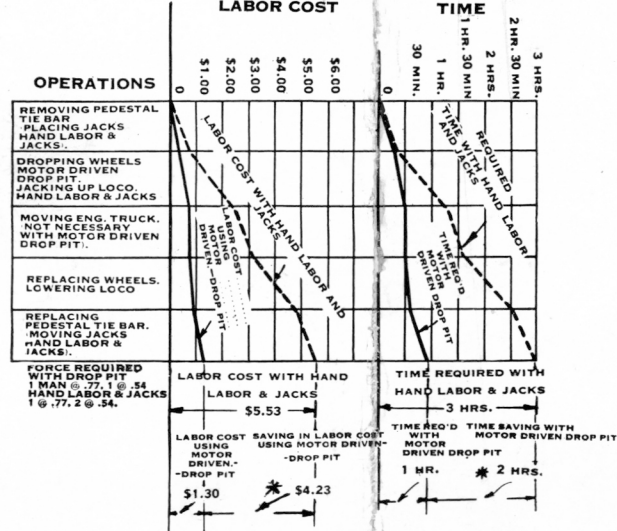 LABOR COST
TIME
OPERATIONS
0
$1.00
$2.00
$3.00
$4.00
$5.00
$6.00
0
30 MIN.
1 HR.
1 HR. 30 MIN
2 HRS.
2 HR. 30 MIN
3 HRS.
REMOVING PEDESTAL
TIE BAR
(PLACING JACKS
HAND LABOR &
JACKS).
DROPPING WHEELS
MOTOR DRIVEN
DROP PIT.
JACKING UP LOCO.
HAND LABOR & JACKS
MOVING ENG. TRUCK.
(NOT NECESSARY
WITH MOTOR DRIVEN
DROP PIT).
REPLACING WHEELS.
LOWERING LOCO
REPLACING
PEDESTAL TIE BAR.
(MOVING JACKS
HAND LABOR &
JACKS).
LABOR COST WITH HAND LABOR AND
JACKS
LABOR COST
USING
MOTOR
DRIVEN.—DROP PIT
REQUIRED
TIME WITH HAND LABOR
AND JACKS
TIME REQ'D
WITH
MOTOR
DRIVEN DROP PIT
FORCE REQUIRED
WITH DROP PIT
1 MAN @ .77, 1 @ .54
HAND LABOR & JACKS
1 @ .77, 2 @ .54.
LABOR COST WITH HAND
LABOR & JACKS
$5.53
TIME REQUIRED WITH
HAND LABOR & JACKS
3 HRS.
LABOR COST
USING
MOTOR
DRIVEN.-
-DROP PIT
$1.30
SAVING IN LABOR COST
USING MOTOR DRIVEN-
-DROP PIT
* $4.23
TIME REQ'D
WITH
MOTOR
DRIVEN DROP PIT
1 HR.
TIME SAVING WITH
MOTOR DRIVEN DROP PIT
* 2 HRS.